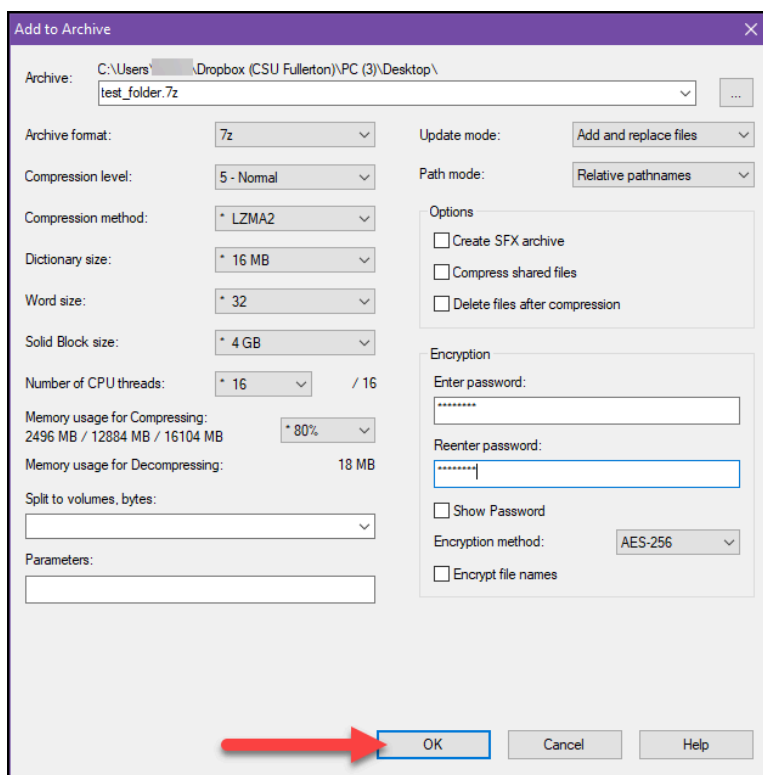 Add to Archive
Archive:
C:\Users\ \Dropbox (CSU Fullerton)\PC (3)\Desktop\
test_folder.7z
...
Archive format:
7z
Compression level:
5 - Normal
Compression method:
* LZMA2
Dictionary size:
* 16 MB
Word size:
* 32
Solid Block size:
* 4 GB
Number of CPU threads:
* 16
/ 16
Memory usage for Compressing:
2496 MB / 12884 MB / 16104 MB
* 80%
Memory usage for Decompressing:
18 MB
Split to volumes, bytes:
Parameters:
Update mode:
Add and replace files
Path mode:
Relative pathnames
Options
Create SFX archive
Compress shared files
Delete files after compression
Encryption
Enter password:
********
Reenter password:
********
Show Password
Encryption method:
AES-256
Encrypt file names
OK
Cancel
Help